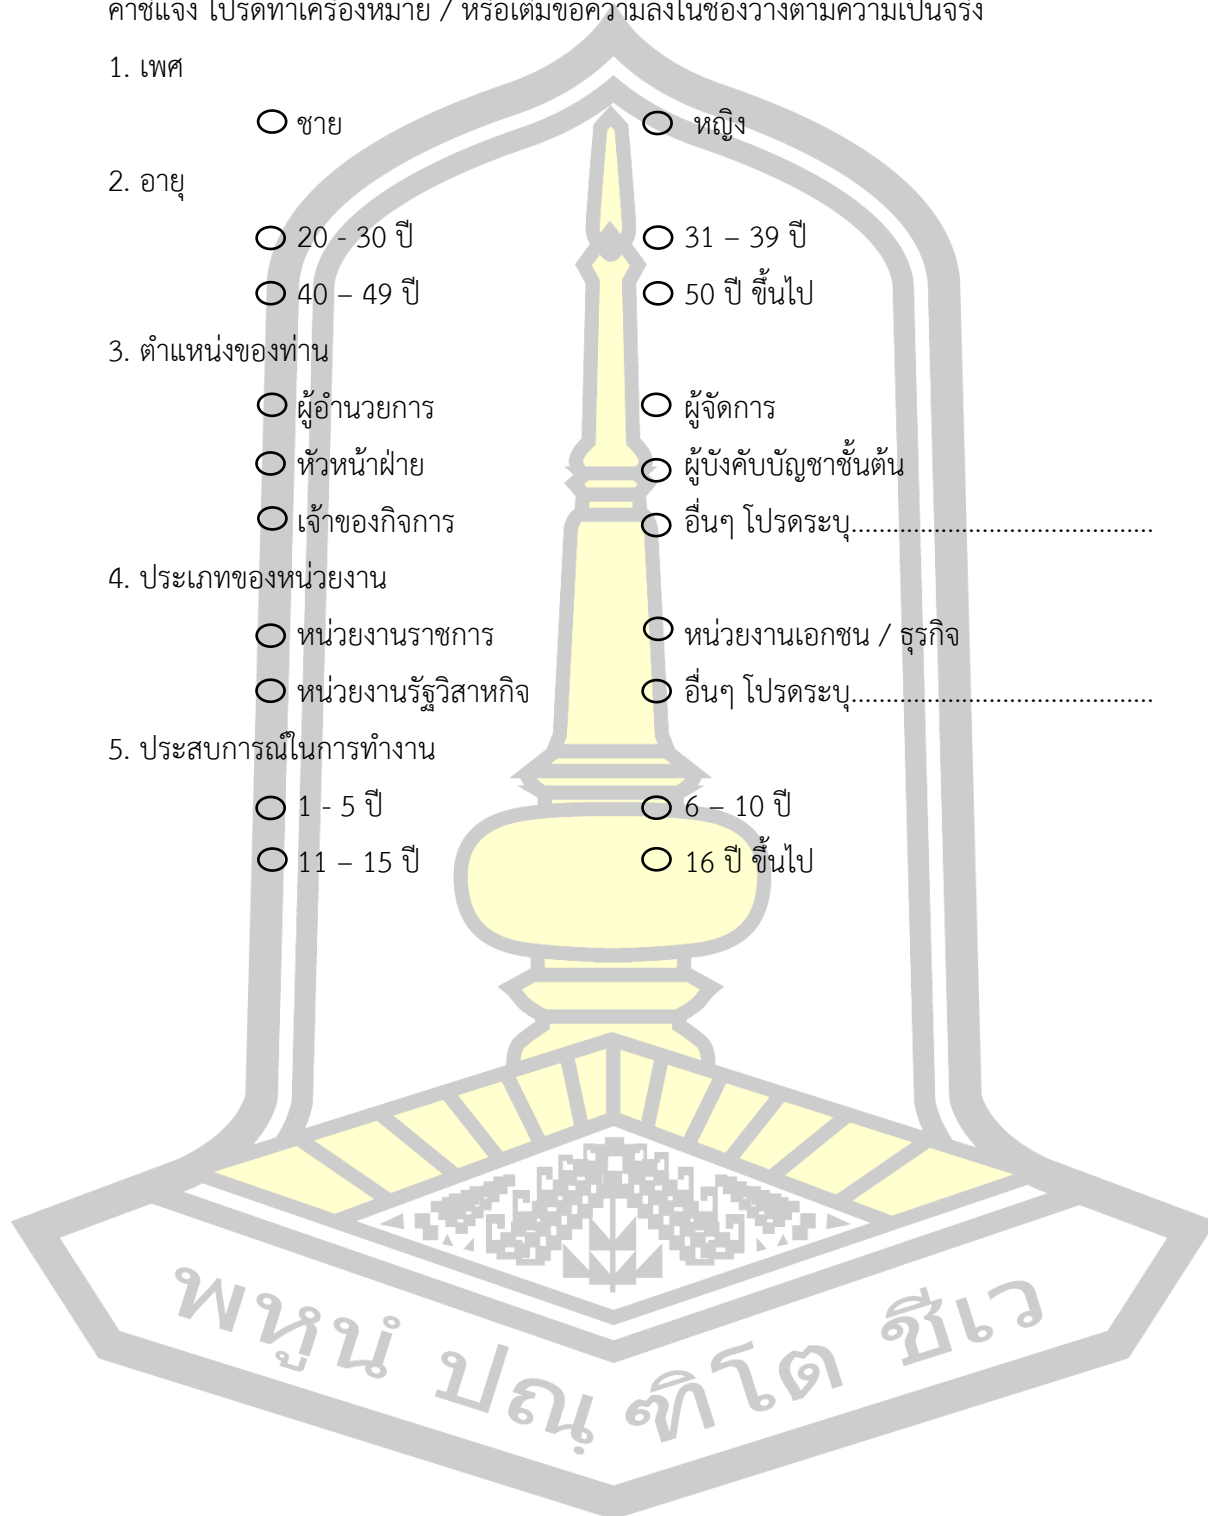 คำชี้แจง โปรดทำเครื่องหมาย / หรือเติมข้อความลงในช่องว่างตามความเป็นจริง
1. เพศ
ชาย หญิง
2. อายุ
20 - 30 ปี 31 – 39 ปี
40 – 49 ปี 50 ปี ขึ้นไป
3. ตำแหน่งของท่าน
ผู้อำนวยการ ผู้จัดการ
หัวหน้าฝ่าย ผู้บังคับบัญชาชั้นต้น
เจ้าของกิจการ อื่นๆ โปรดระบุ...........................................
4. ประเภทของหน่วยงาน
หน่วยงานราชการ หน่วยงานเอกชน / ธุรกิจ
หน่วยงานรัฐวิสาหกิจ อื่นๆ โปรดระบุ...........................................
5. ประสบการณ์ในการทำงาน
1 - 5 ปี 6 – 10 ปี
11 – 15 ปี 16 ปี ขึ้นไป
พหูนํ ปณฺฑิโต ชีเว